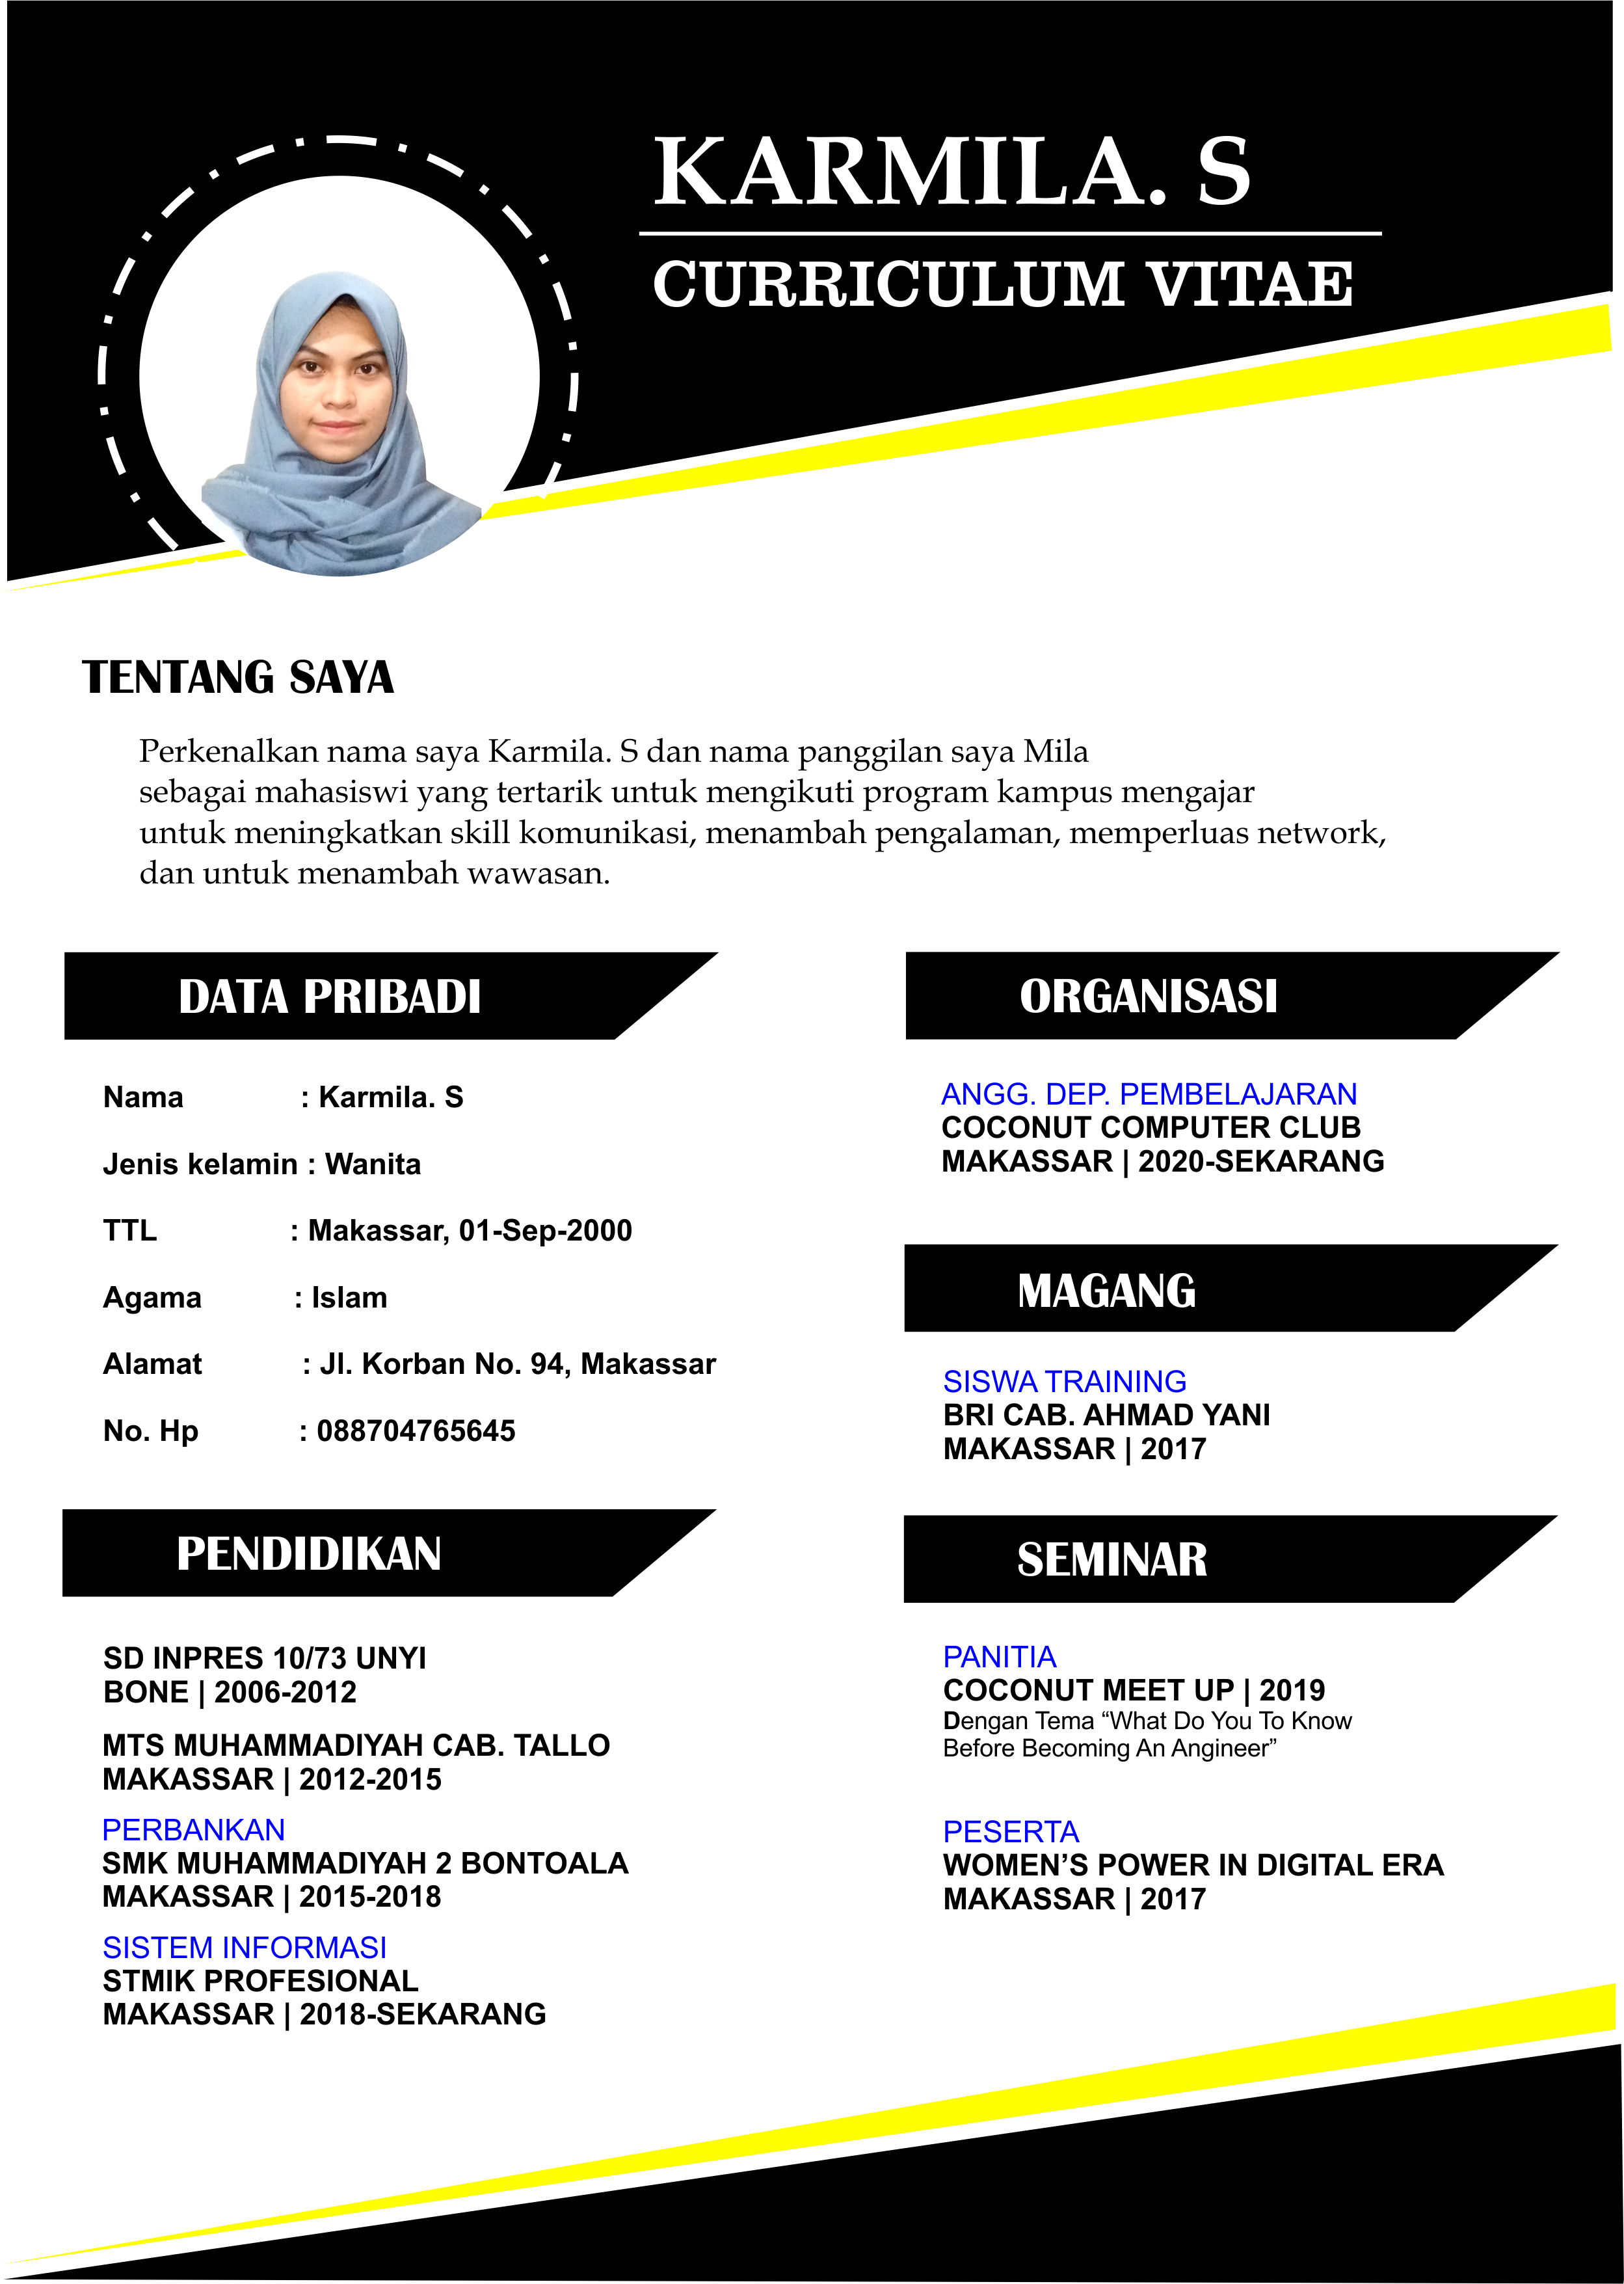 KARMILA. S
CURRICULUM VITAE
TENTANG SAYA
Perkenalkan nama saya Karmila. S dan nama panggilan saya Mila
sebagai mahasiswi yang tertarik untuk mengikuti program kampus mengajar
untuk meningkatkan skill komunikasi, menambah pengalaman, memperluas network,
dan untuk menambah wawasan.
DATA PRIBADI
Nama : Karmila. S
Jenis kelamin : Wanita
TTL : Makassar, 01-Sep-2000
Agama : Islam
Alamat : Jl. Korban No. 94, Makassar
No. Hp : 088704765645
PENDIDIKAN
SD INPRES 10/73 UNYI
BONE | 2006-2012
MTS MUHAMMADIYAH CAB. TALLO
MAKASSAR | 2012-2015
PERBANKAN
SMK MUHAMMADIYAH 2 BONTOALA
MAKASSAR | 2015-2018
SISTEM INFORMASI
STMIK PROFESIONAL
MAKASSAR | 2018-SEKARANG
ORGANISASI
ANGG. DEP. PEMBELAJARAN
COCONUT COMPUTER CLUB
MAKASSAR | 2020-SEKARANG
MAGANG
SISWA TRAINING
BRI CAB. AHMAD YANI
MAKASSAR | 2017
SEMINAR
PANITIA
COCONUT MEET UP | 2019
Dengan Tema “What Do You To Know
Before Becoming An Angineer”
PESERTA
WOMEN’S POWER IN DIGITAL ERA
MAKASSAR | 2017